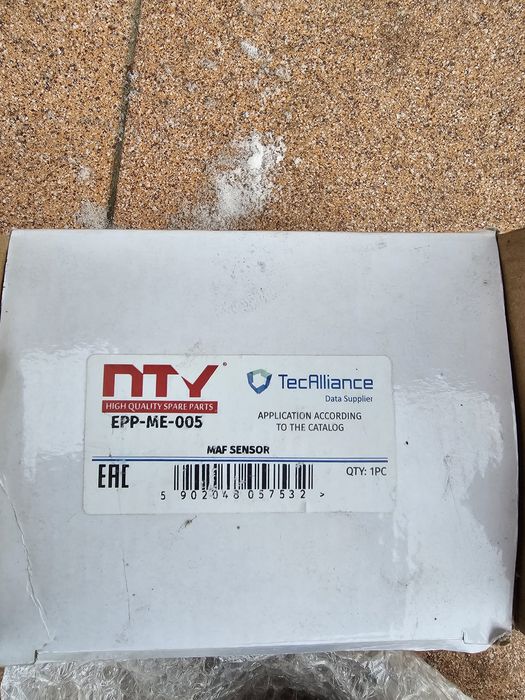 NTY®
HIGH QUALITY SPARE PARTS
EPP-ME-005
TecAlliance
Data Supplier
APPLICATION ACCORDING
TO THE CATALOG
MAF SENSOR
EAC
QTY: 1PC
5 902048 057532 >